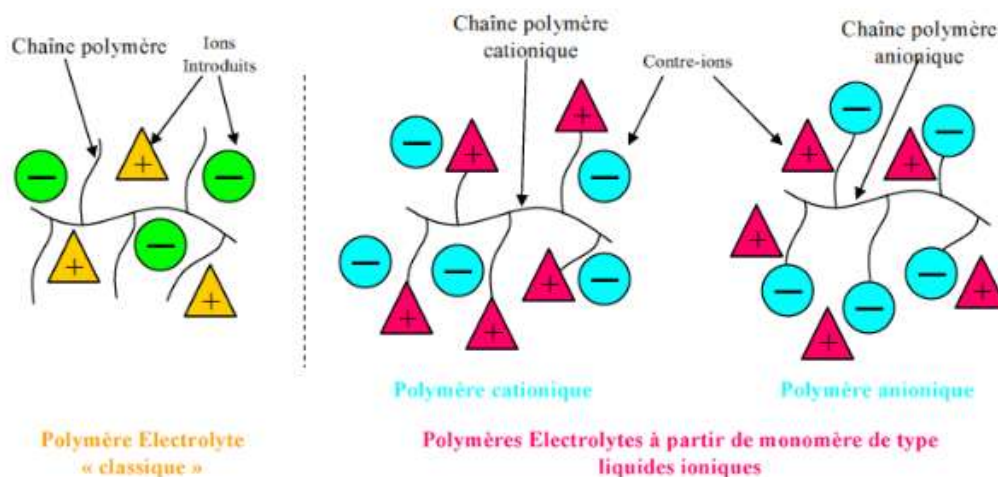 Chaîne polymère
Ions
Introduits
+
−
−
−
+
+
Polymère Electrolyte
« classique »
Chaîne polymère
cationique
Contre-ions
−
+
+
−
−
−
+
−
+
+
Polymère cationique
Chaîne polymère
anionique
+
−
+
−
+
−
−
−
+
+
Polymère anionique
Polymères Electrolytes à partir de monomère de type
liquides ioniques